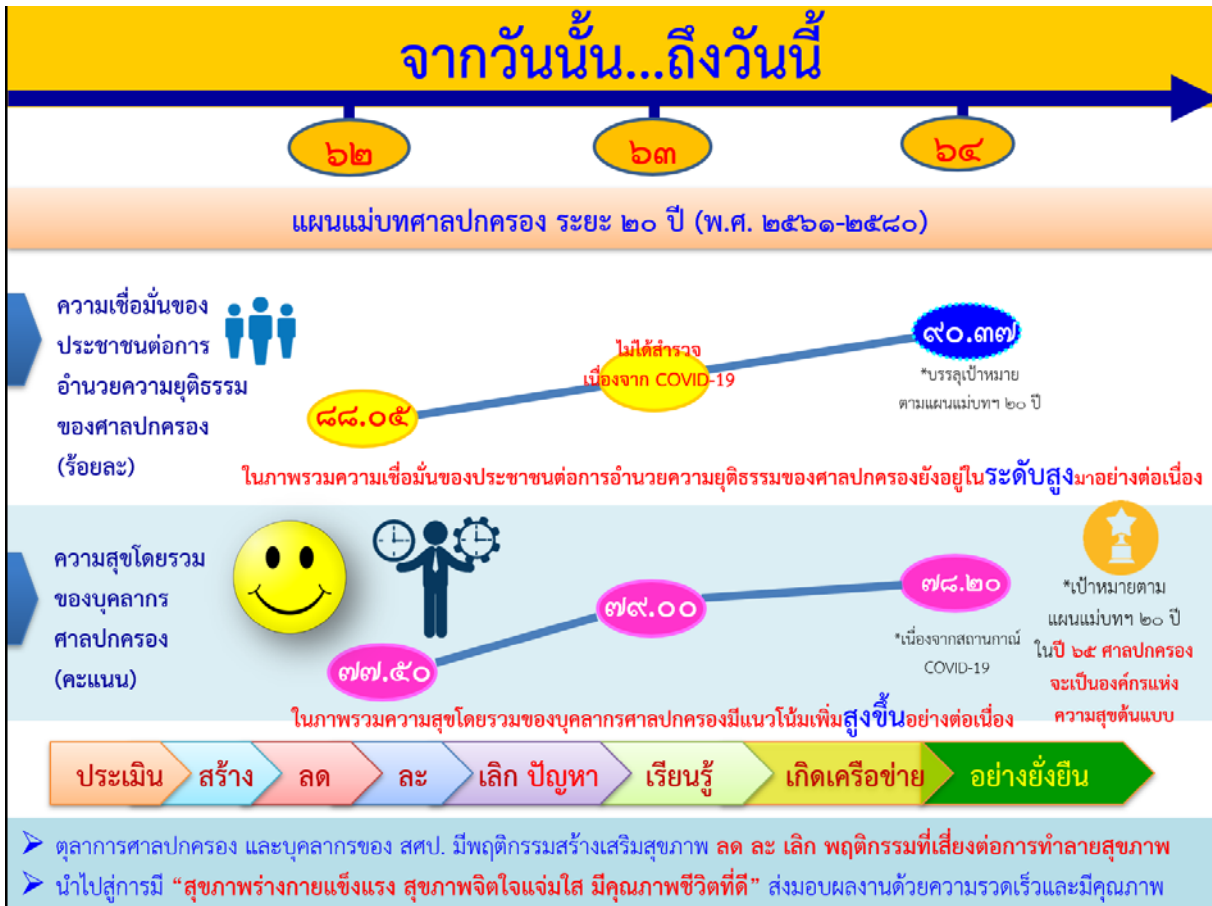 จากวันนั้น...ถึงวันนี้
๖๒
๖๓
๖๔
แผนแม่บทศาลปกครอง ระยะ ๒๐ ปี (พ.ศ. ๒๕๖๑-๒๕๘๐)
ความเชื่อมั่นของ
ประชาชนต่อการ
อำนวยความยุติธรรม
ของศาลปกครอง
(ร้อยละ)
๘๘.๐๕
ไม่ได้สำรวจ
เนื่องจาก COVID-19
๙๐.๓๗
*บรรลุเป้าหมาย
ตามแผนแม่บทฯ ๒๐ ปี
ในภาพรวมความเชื่อมั่นของประชาชนต่อการอำนวยความยุติธรรมของศาลปกครองยังอยู่ในระดับสูงมาอย่างต่อเนื่อง
ความสุขโดยรวม
ของบุคลากร
ศาลปกครอง
(คะแนน)
๗๗.๕๐
๗๙.๐๐
๗๘.๒๐
*เนื่องจากสถานกาณ์
COVID-19
*เป้าหมายตาม
แผนแม่บทฯ ๒๐ ปี
ในปี ๖๕ ศาลปกครอง
จะเป็นองค์กรแห่ง
ความสุขต้นแบบ
ในภาพรวมความสุขโดยรวมของบุคลากรศาลปกครองมีแนวโน้มเพิ่มสูงขึ้นอย่างต่อเนื่อง
ประเมิน
สร้าง
ลด
ละ
เลิก ปัญหา
เรียนรู้
เกิดเครือข่าย
อย่างยั่งยืน
ตุลาการศาลปกครอง และบุคลากรของ สศป. มีพฤติกรรมสร้างเสริมสุขภาพ ลด ละ เลิก พฤติกรรมที่เสี่ยงต่อการทำลายสุขภาพ
นำไปสู่การมี “สุขภาพร่างกายแข็งแรง สุขภาพจิตใจแจ่มใส มีคุณภาพชีวิตที่ดี” ส่งมอบผลงานด้วยความรวดเร็วและมีคุณภาพ